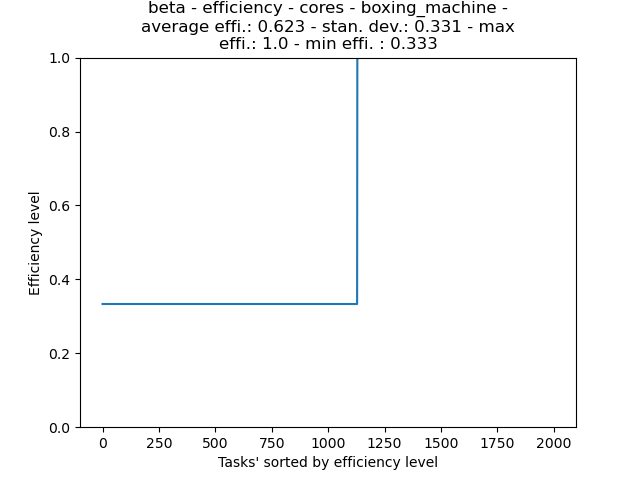 beta - efficiency - cores - boxing_machine -
average effi.: 0.623 - stan. dev.: 0.331 - max
effi.: 1.0 - min effi. : 0.333
1.0
0.8
0.6
0.4
0.2
0.0
Efficiency level
0 250 500 750 1000 1250 1500 1750 2000
Tasks' sorted by efficiency level